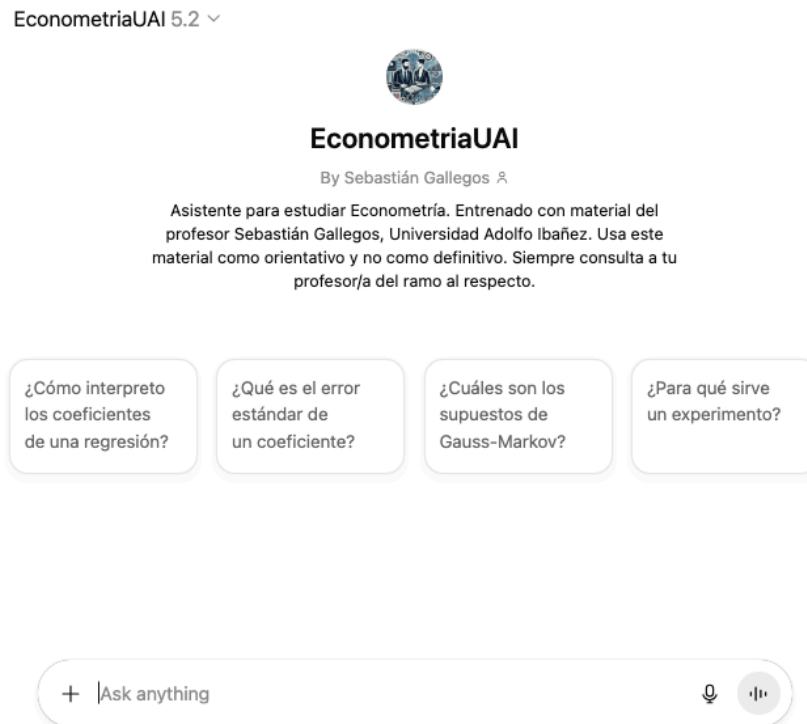 EconometriaUAI 5.2
EconometriaUAI
By Sebastián Gallegos
Asistente para estudiar Econometría. Entrenado con material del
profesor Sebastián Gallegos, Universidad Adolfo Ibañez. Usa este
material como orientativo y no como definitivo. Siempre consulta a tu
profesor/a del ramo al respecto.
¿Cómo interpreto
los coeficientes
de una regresión?
¿Qué es el error
estándar de
un coeficiente?
¿Cuáles son los
supuestos de
Gauss-Markov?
¿Para qué sirve
un experimento?
Ask anything